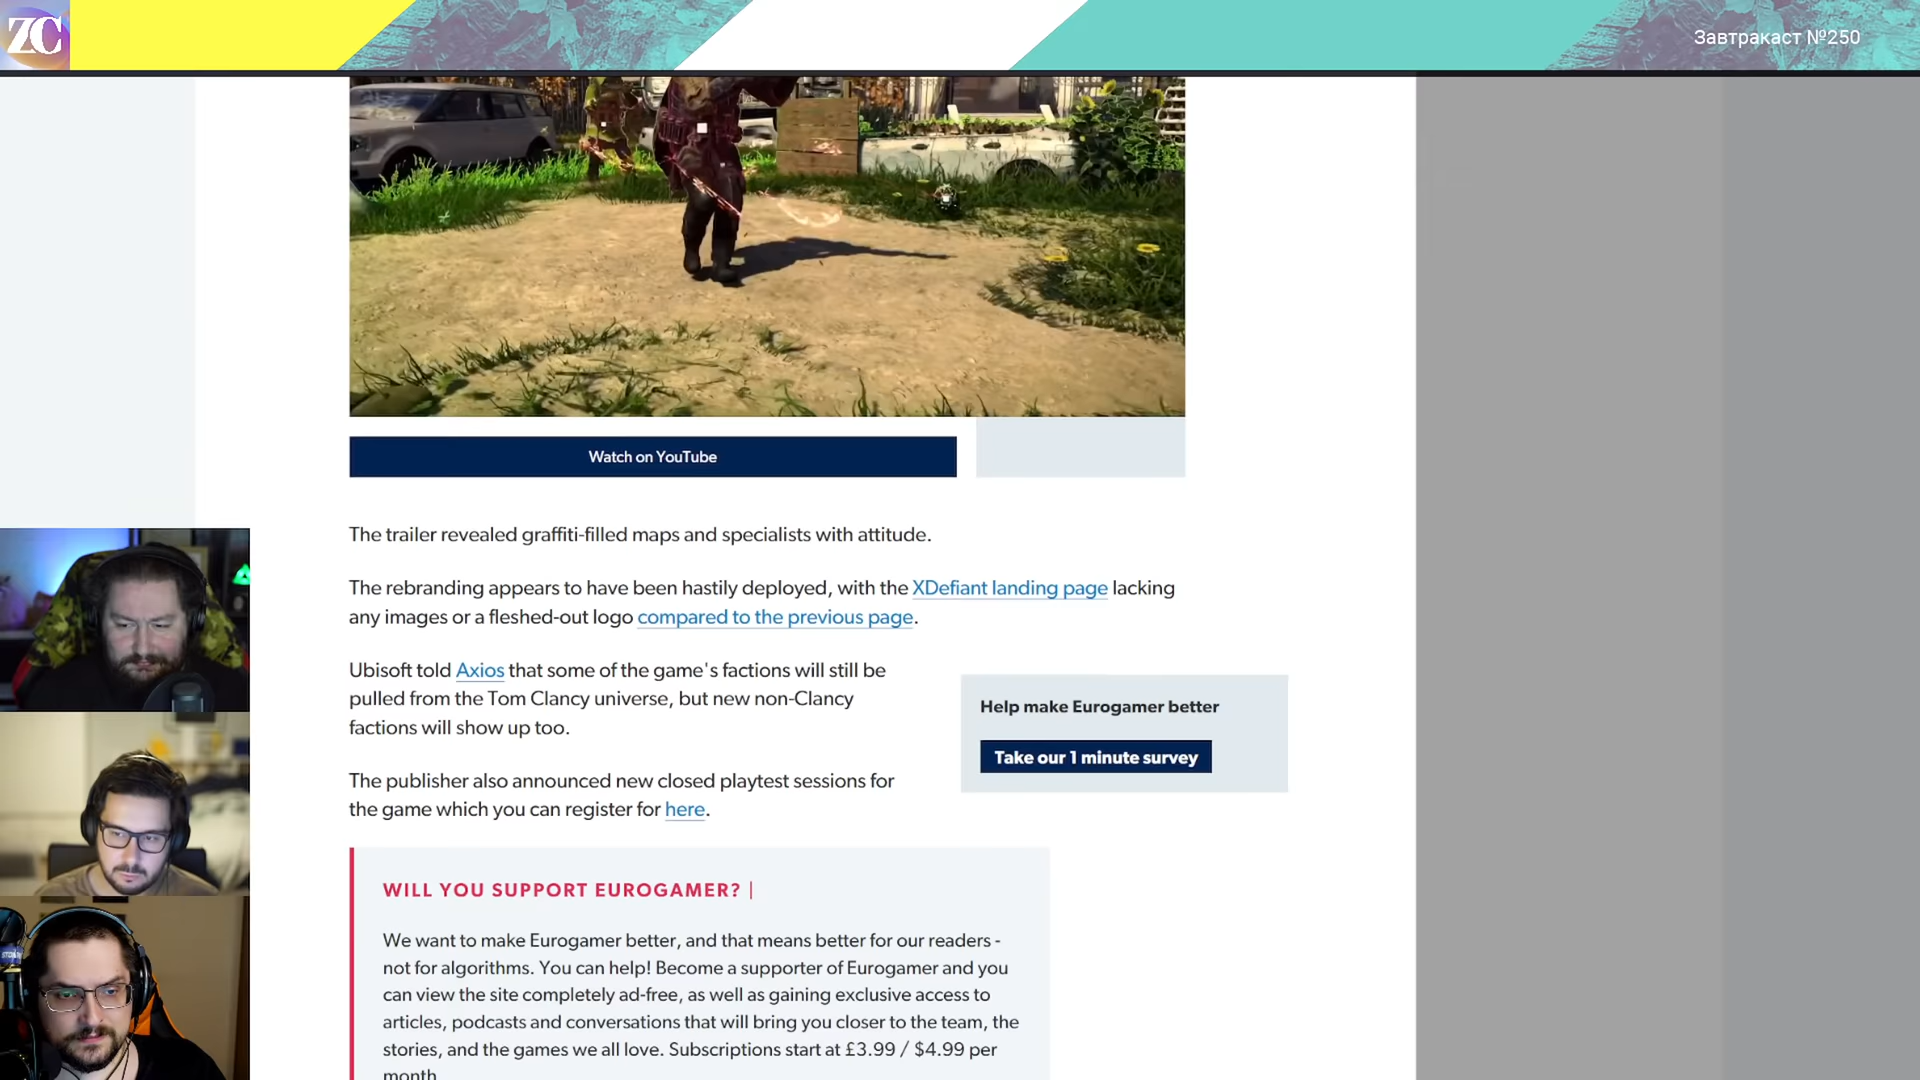 ZC
Завтракаст №250
Watch on YouTube
The trailer revealed graffiti-filled maps and specialists with attitude.
The rebranding appears to have been hastily deployed, with the XDefiant landing page lacking
any images or a fleshed-out logo compared to the previous page.
Ubisoft told Axios that some of the game's factions will still be
pulled from the Tom Clancy universe, but new non-Clancy
factions will show up too.
Help make Eurogamer better
Take our 1 minute survey
The publisher also announced new closed playtest sessions for
the game which you can register for here.
WILL YOU SUPPORT EUROGAMER? |
We want to make Eurogamer better, and that means better for our readers -
not for algorithms. You can help! Become a supporter of Eurogamer and you
can view the site completely ad-free, as well as gaining exclusive access to
articles, podcasts and conversations that will bring you closer to the team, the
stories, and the games we all love. Subscriptions start at £3.99 / $4.99 per
month.